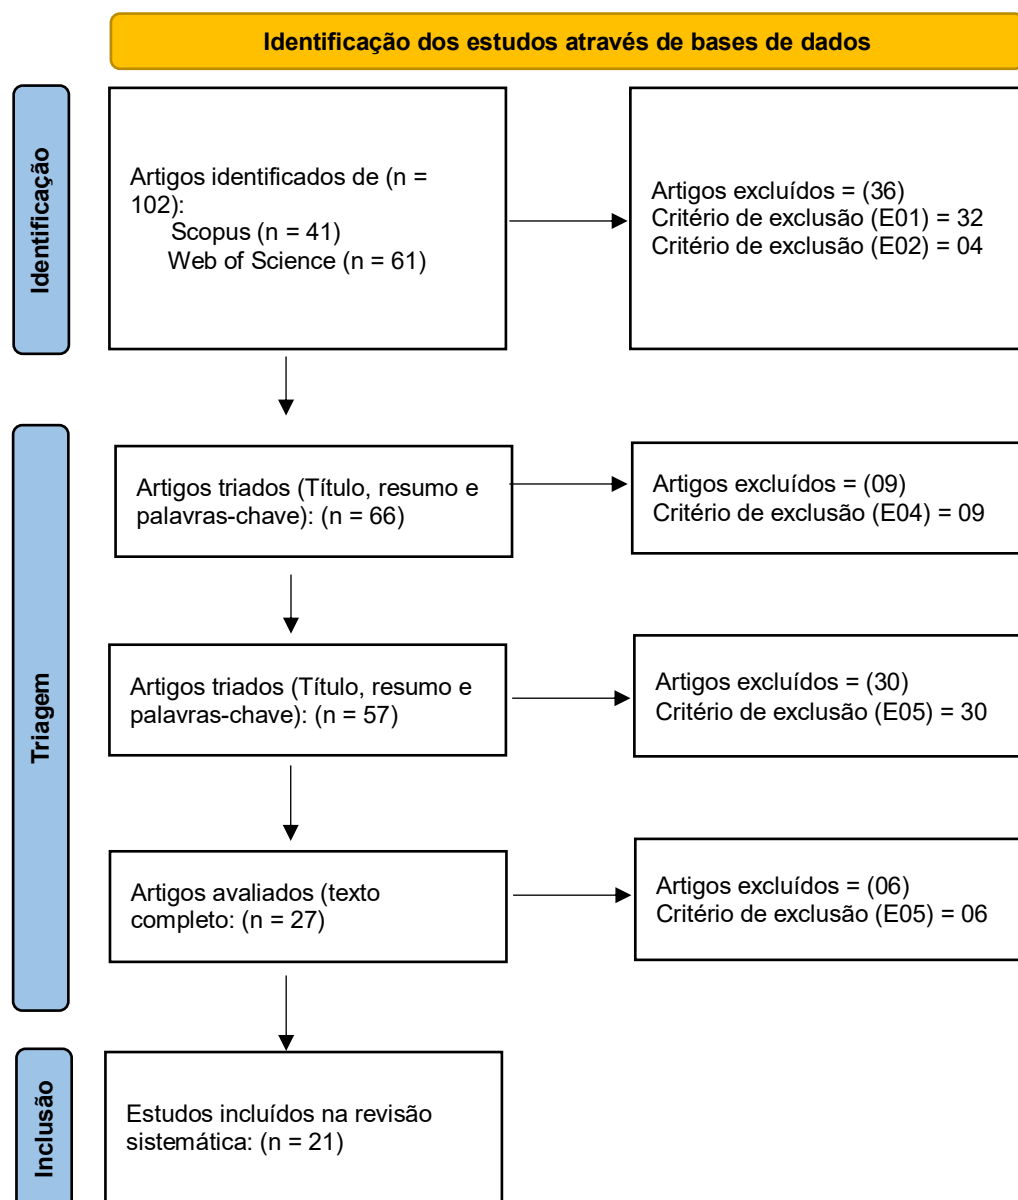 Identificação dos estudos através de bases de dados
Identificação
Artigos identificados de (n =
102):
Scopus (n = 41)
Web of Science (n = 61)
Artigos excluídos = (36)
Critério de exclusão (E01) = 32
Critério de exclusão (E02) = 04
Triagem
Artigos triados (Título, resumo e
palavras-chave): (n = 66)
Artigos excluídos = (09)
Critério de exclusão (E04) = 09
Artigos triados (Título, resumo e
palavras-chave): (n = 57)
Artigos excluídos = (30)
Critério de exclusão (E05) = 30
Artigos avaliados (texto
completo: (n = 27)
Artigos excluídos = (06)
Critério de exclusão (E05) = 06
Inclusão
Estudos incluídos na revisão
sistemática: (n = 21)